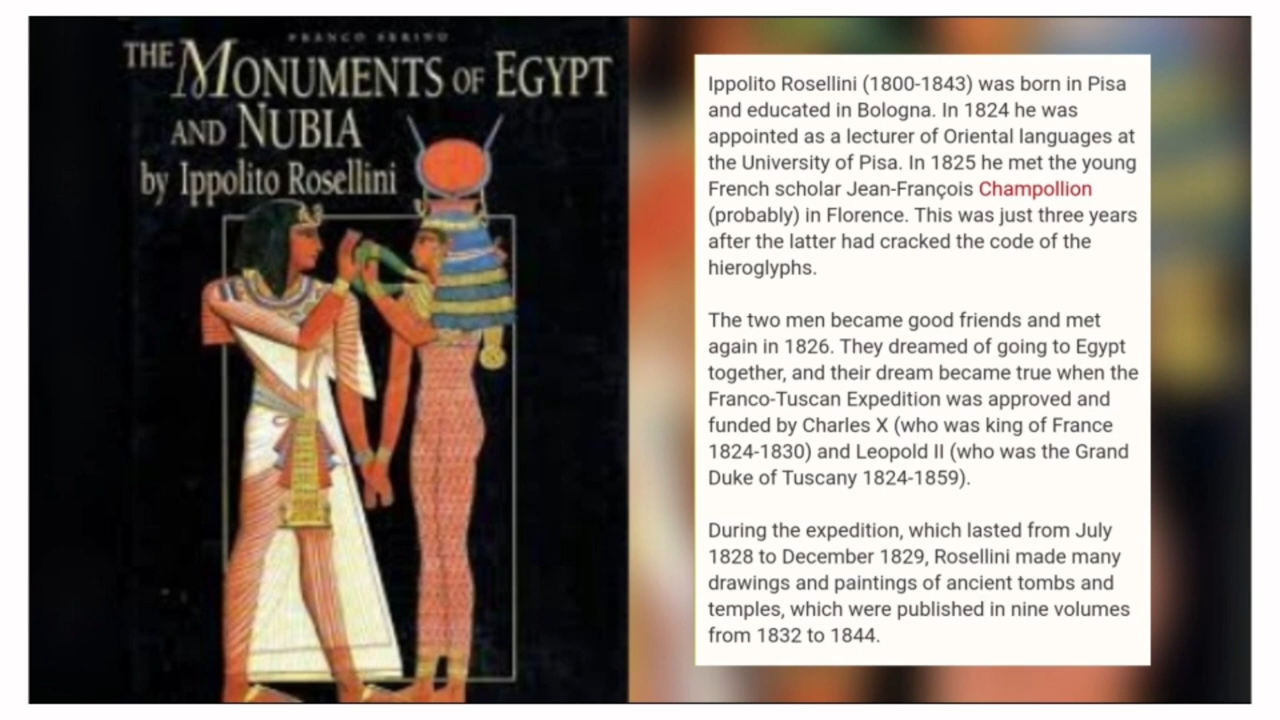 FRANCO SERINO
THE MONUMENTS OF EGYPT
AND NUBIA
by Ippolito Rosellini
Ippolito Rosellini (1800-1843) was born in Pisa
and educated in Bologna. In 1824 he was
appointed as a lecturer of Oriental languages at
the University of Pisa. In 1825 he met the young
French scholar Jean-François Champollion
(probably) in Florence. This was just three years
after the latter had cracked the code of the
hieroglyphs.
The two men became good friends and met
again in 1826. They dreamed of going to Egypt
together, and their dream became true when the
Franco-Tuscan Expedition was approved and
funded by Charles X (who was king of France
1824-1830) and Leopold II (who was the Grand
Duke of Tuscany 1824-1859).
During the expedition, which lasted from July
1828 to December 1829, Rosellini made many
drawings and paintings of ancient tombs and
temples, which were published in nine volumes
from 1832 to 1844.